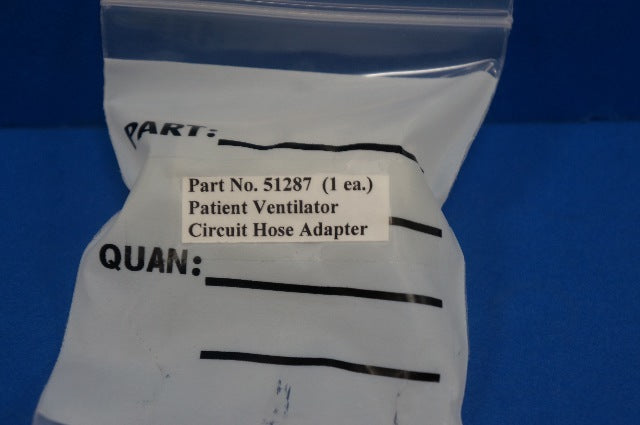 PART:
Part No. 51287 (1 ea.)
Patient Ventilator
Circuit Hose Adapter
QUAN: